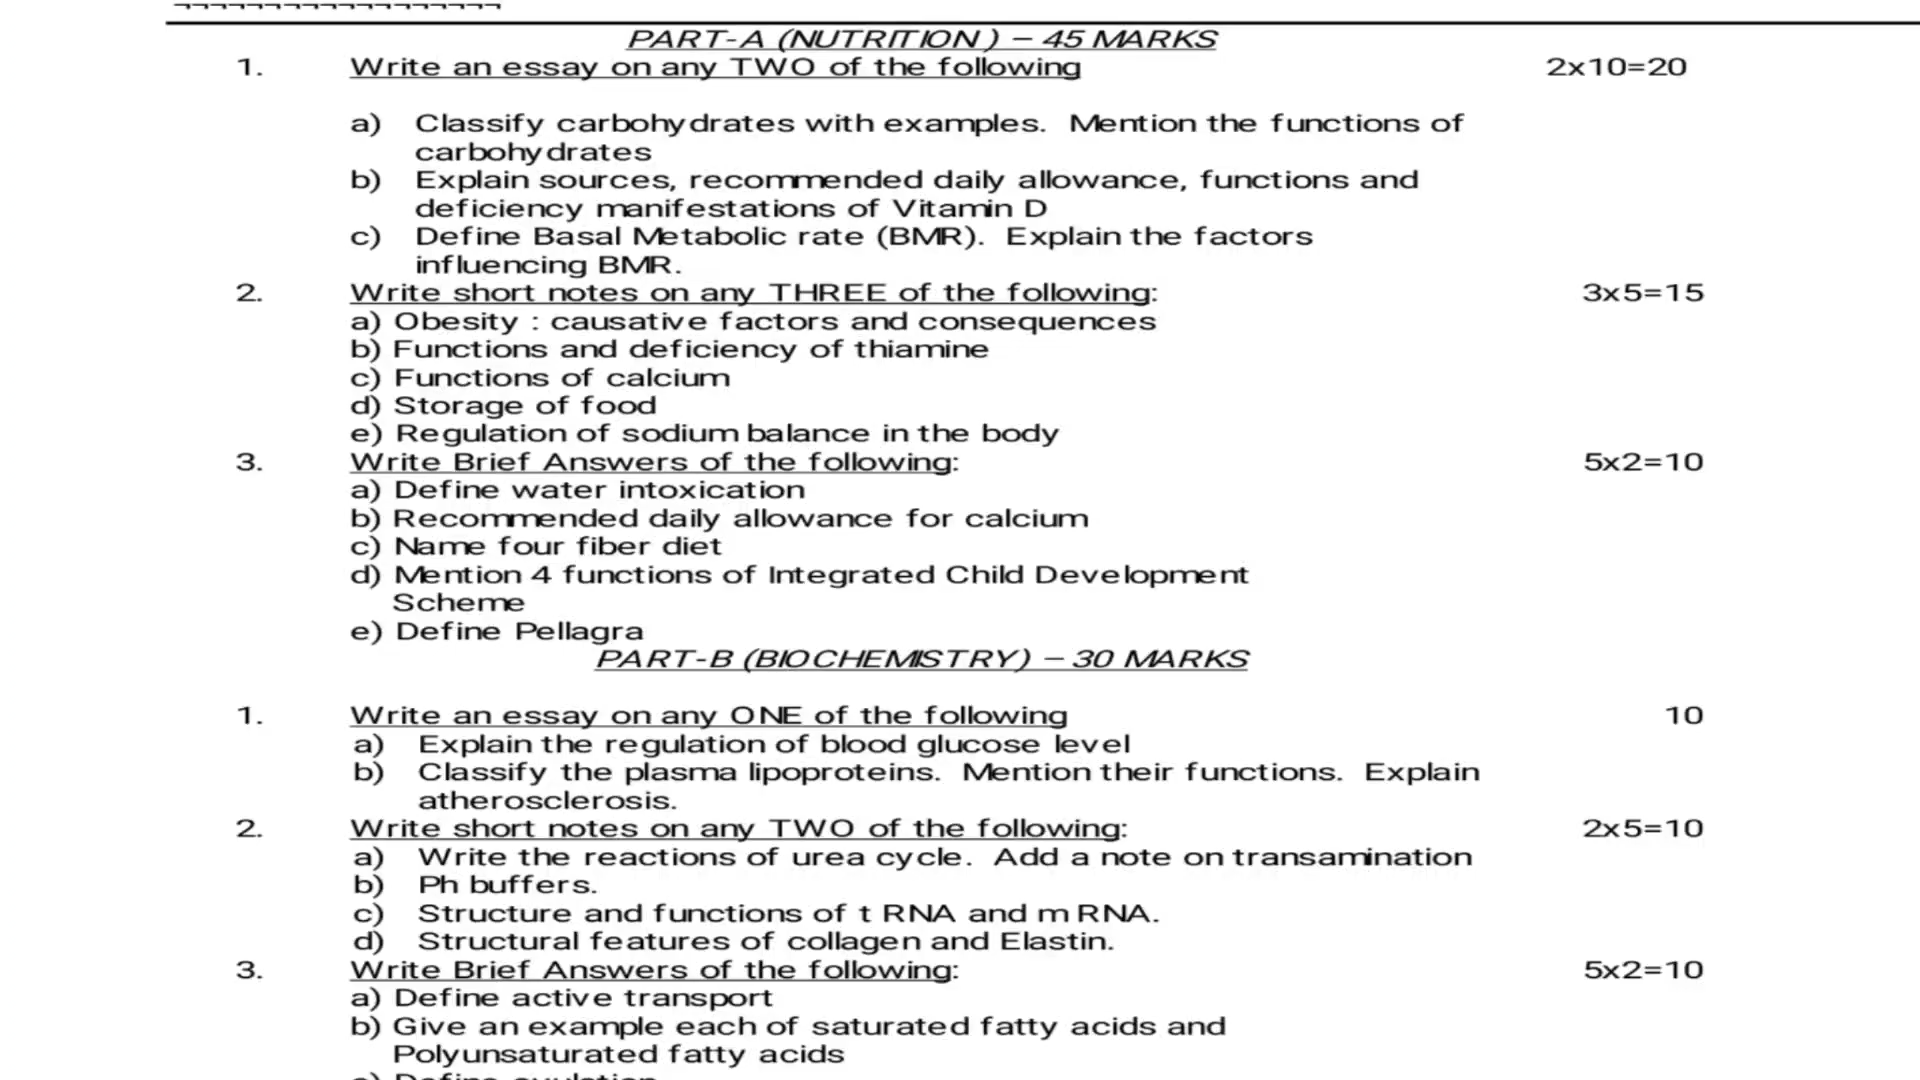 PART-A (NUTRITION ) – 45 MARKS
1. Write an essay on any TWO of the following 2x10=20
a) Classify carbohydrates with examples. Mention the functions of
carbohydrates
b) Explain sources, recommended daily allowance, functions and
deficiency manifestations of Vitamin D
c) Define Basal Metabolic rate (BMR). Explain the factors
influencing BMR.
2. Write short notes on any THREE of the following: 3x5=15
a) Obesity : causative factors and consequences
b) Functions and deficiency of thiamine
c) Functions of calcium
d) Storage of food
e) Regulation of sodium balance in the body
3. Write Brief Answers of the following: 5x2=10
a) Define water intoxication
b) Recommended daily allowance for calcium
c) Name four fiber diet
d) Mention 4 functions of Integrated Child Development
Scheme
e) Define Pellagra
PART-B (BIOCHEMISTRY) – 30 MARKS
1. Write an essay on any ONE of the following 10
a) Explain the regulation of blood glucose level
b) Classify the plasma lipoproteins. Mention their functions. Explain
atherosclerosis.
2. Write short notes on any TWO of the following: 2x5=10
a) Write the reactions of urea cycle. Add a note on transamination
b) Ph buffers.
c) Structure and functions of t RNA and m RNA.
d) Structural features of collagen and Elastin.
3. Write Brief Answers of the following: 5x2=10
a) Define active transport
b) Give an example each of saturated fatty acids and
Polyunsaturated fatty acids